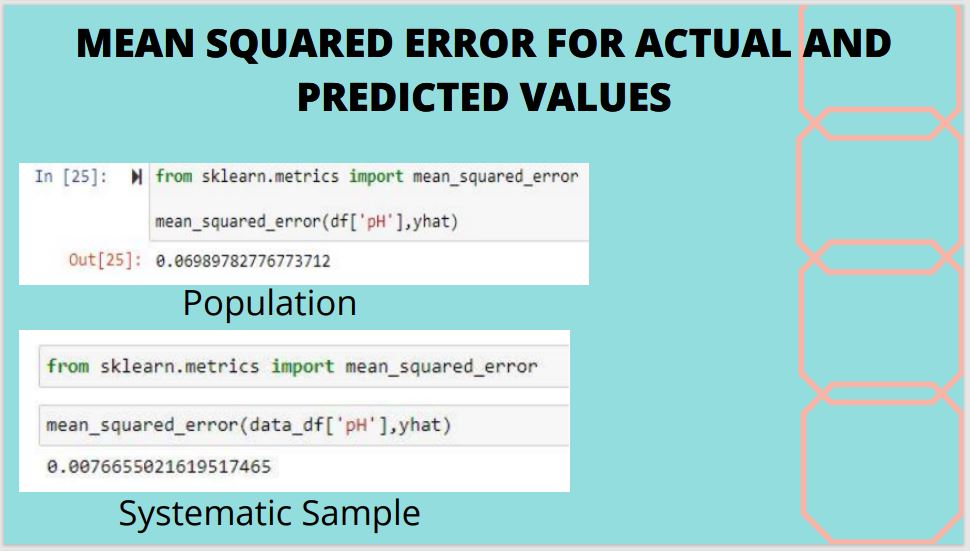 MEAN SQUARED ERROR FOR ACTUAL AND
PREDICTED VALUES
In [25]: from sklearn.metrics import mean_squared_error
mean_squared_error(df['pH'],yhat)
Out[25]: 0.06989782776773712
Population
from sklearn.metrics import mean_squared_error
mean_squared_error(data_df['pH'],yhat)
0.0076655021619517465
Systematic Sample